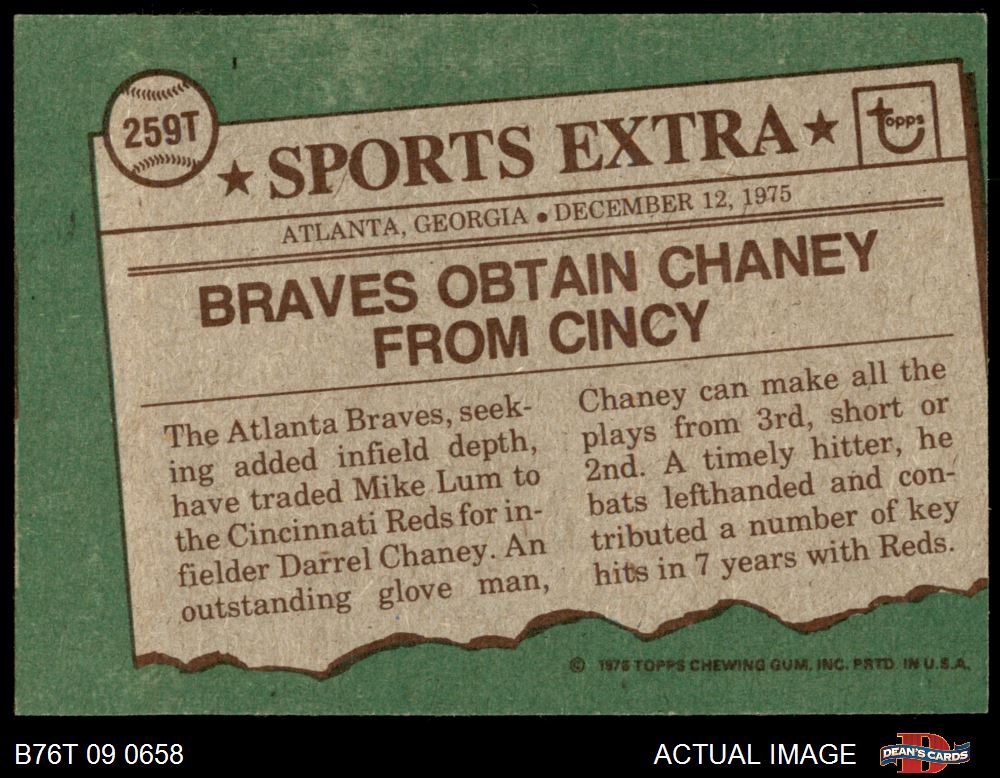 259T
★ SPORTS EXTRA ★
topps
ATLANTA, GEORGIA • DECEMBER 12, 1975
BRAVES OBTAIN CHANEY
FROM CINCY
The Atlanta Braves, seek-
ing added infield depth,
have traded Mike Lum to
the Cincinnati Reds for in-
fielder Darrel Chaney. An
outstanding glove man,
Chaney can make all the
plays from 3rd, short or
2nd. A timely hitter, he
bats lefthanded and con-
tributed a number of key
hits in 7 years with Reds.
© 1976 TOPPS CHEWING GUM, INC. PRTD. IN U.S.A.
B76T 09 0658
ACTUAL IMAGE
D
DEAN'S CARDS